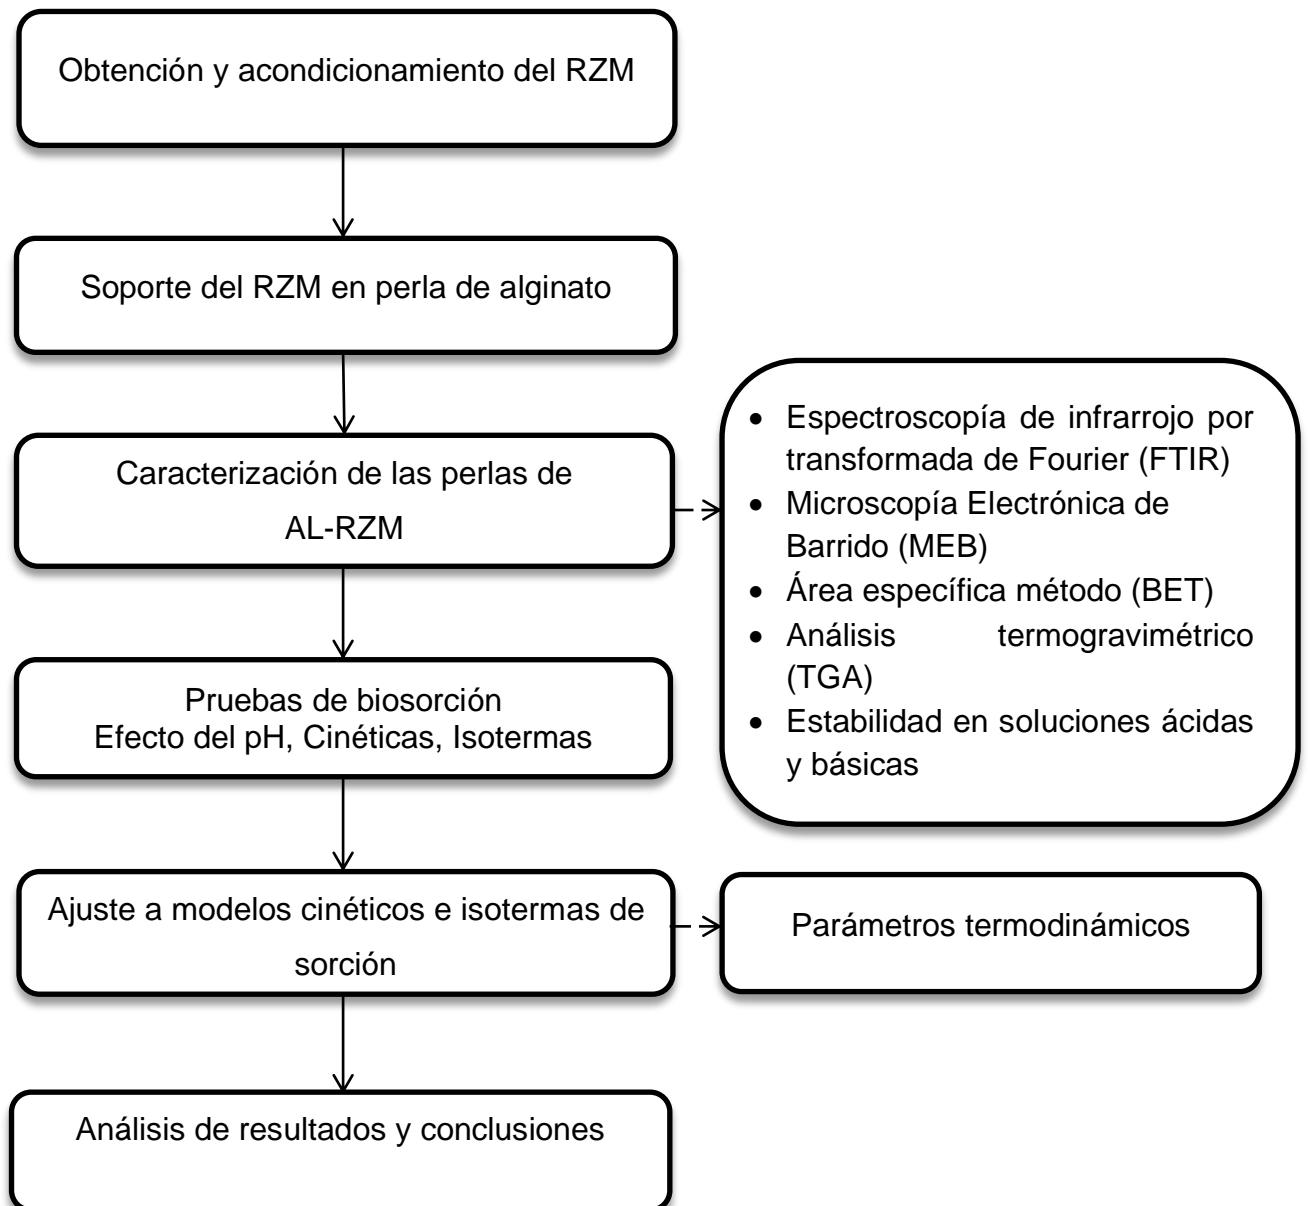 Obtención y acondicionamiento del RZM
Soporte del RZM en perla de alginato
Caracterización de las perlas de
AL-RZM
• Espectroscopía de infrarrojo por
transformada de Fourier (FTIR)
• Microscopía Electrónica de
Barrido (MEB)
• Área específica método (BET)
• Análisis termogravimétrico
(TGA)
• Estabilidad en soluciones ácidas
y básicas
Pruebas de biosorción
Efecto del pH, Cinéticas, Isotermas
Ajuste a modelos cinéticos e isotermas de
sorción
Parámetros termodinámicos
Análisis de resultados y conclusiones